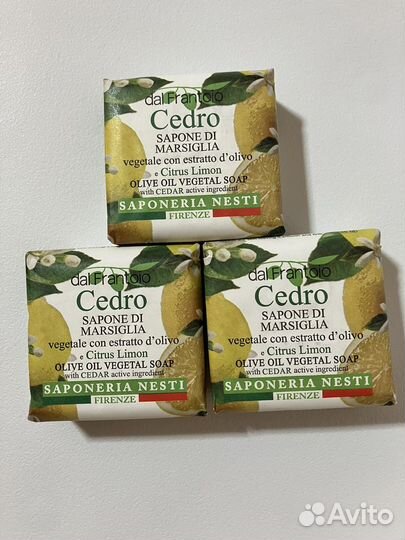 dal Frantoio
Cedro
SAPONE DI
MARSIGLIA
vegetale con estratto d'olivo
e Citrus Limon
OLIVE OIL VEGETAL SOAP
with CEDAR active ingredient
SAPONERIA NESTI
FIRENZE
dal Frantoio
Cedro
SAPONE DI
MARSIGLIA
vegetale con estratto d'olivo
e Citrus Limon
OLIVE OIL VEGETAL SOAP
with CEDAR active ingredient
SAPONERIA NESTI
FIRENZE
dal Frantoio
Cedro
SAPONE DI
MARSIGLIA
vegetale con estratto d'olivo
e Citrus Limon
OLIVE OIL VEGETAL SOAP
with CEDAR active ingredient
SAPONERIA NESTI
FIRENZE
Avito